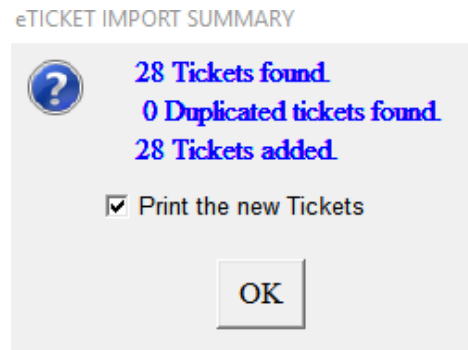 eTICKET IMPORT SUMMARY
28 Tickets found.
0 Duplicated tickets found.
28 Tickets added.
Print the new Tickets
OK